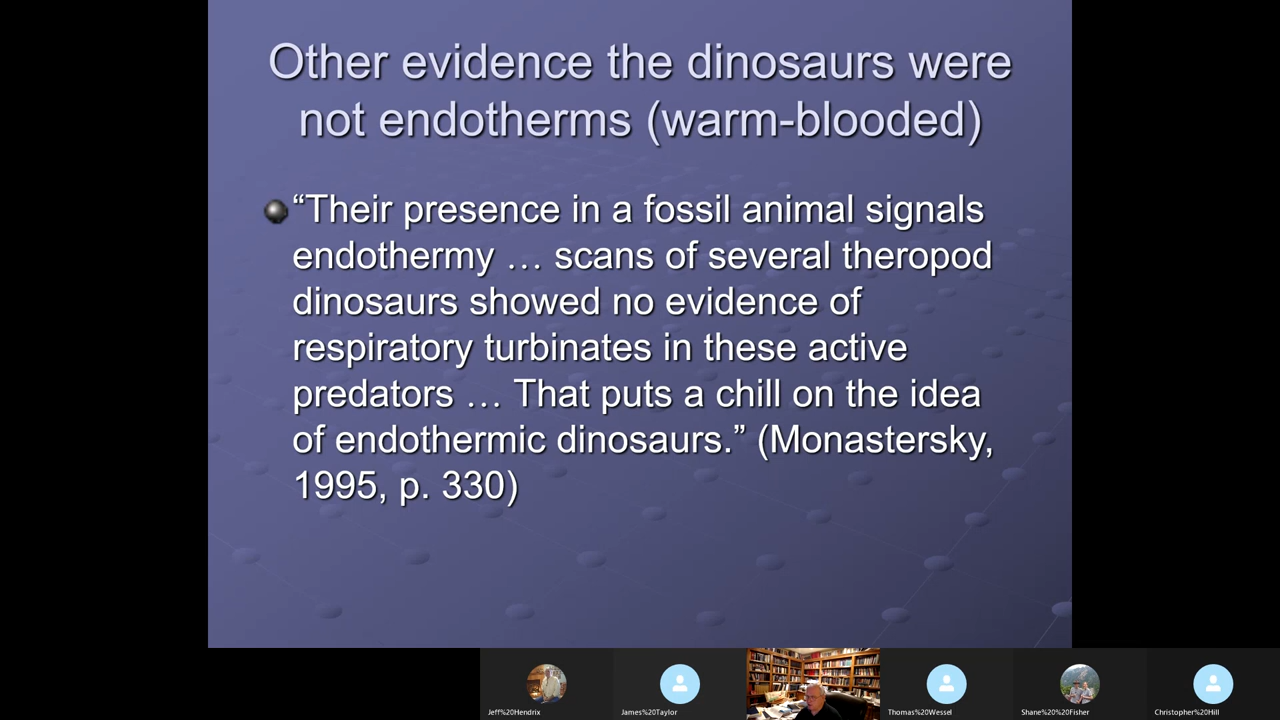 Other evidence the dinosaurs were
not endotherms (warm-blooded)
“Their presence in a fossil animal signals
endothermy … scans of several theropod
dinosaurs showed no evidence of
respiratory turbinates in these active
predators … That puts a chill on the idea
of endothermic dinosaurs.” (Monastersky,
1995, p. 330)
Jeff%20Hendrix
James%20Taylor
Thomas%20Wessel
Shane%20%20Fisher
Christopher%20Hill